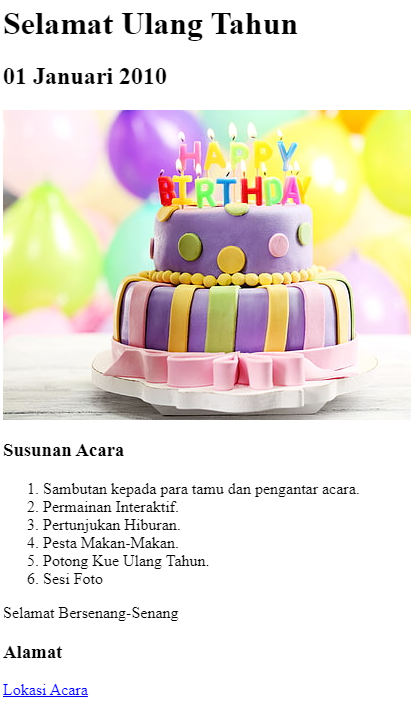 Selamat Ulang Tahun
01 Januari 2010
HAPPY
BIRTHDAY
Susunan Acara
1. Sambutan kepada para tamu dan pengantar acara.
2. Permainan Interaktif.
3. Pertunjukan Hiburan.
4. Pesta Makan-Makan.
5. Potong Kue Ulang Tahun.
6. Sesi Foto
Selamat Bersenang-Senang
Alamat
Lokasi Acara